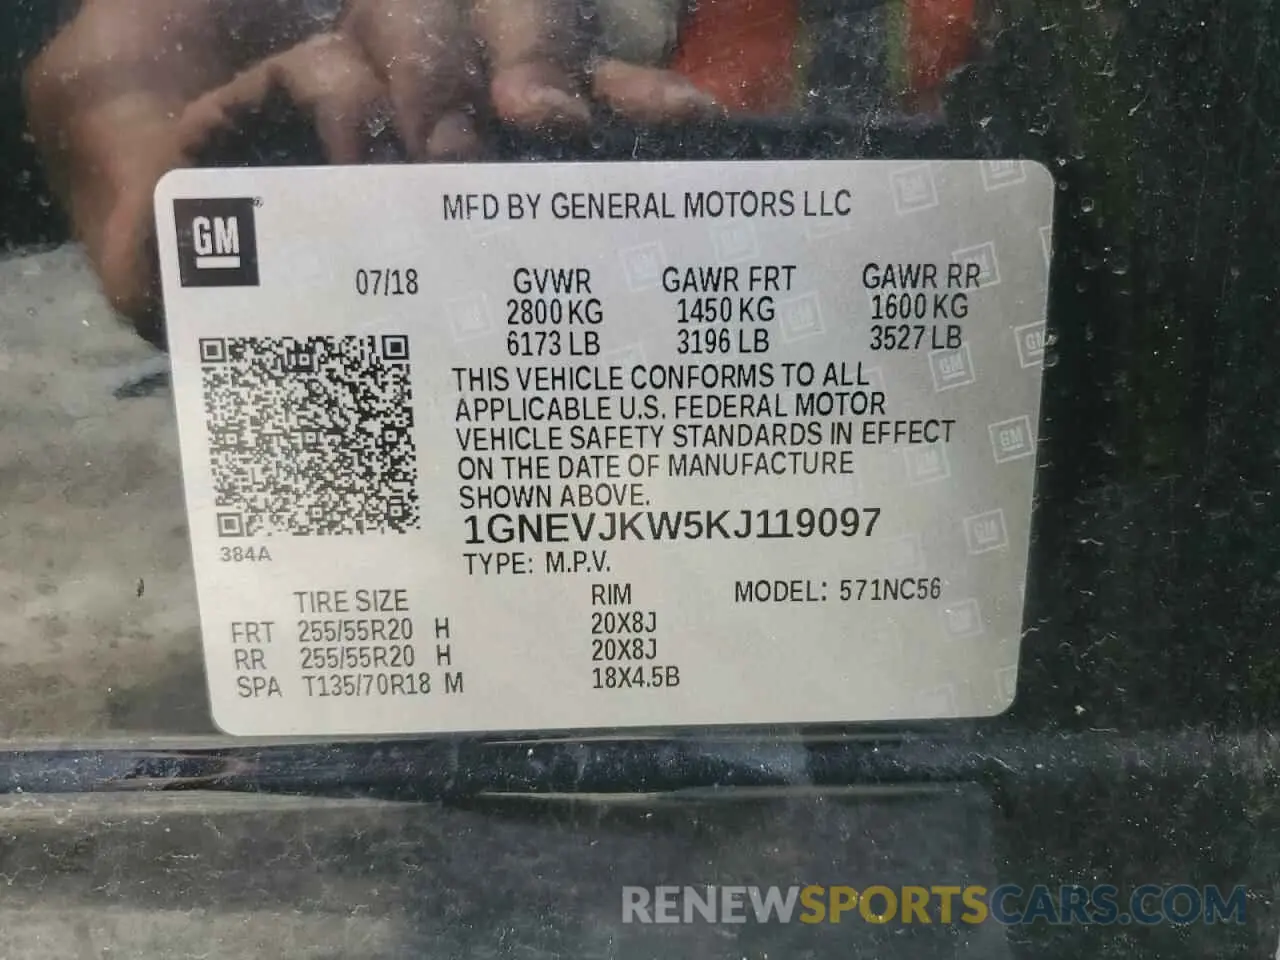 MFD BY GENERAL MOTORS LLC
GM®
07/18 GVWR GAWR FRT GAWR RR
2800 KG 1450 KG 1600 KG
6173 LB 3196 LB 3527 LB
THIS VEHICLE CONFORMS TO ALL
APPLICABLE U.S. FEDERAL MOTOR
VEHICLE SAFETY STANDARDS IN EFFECT
ON THE DATE OF MANUFACTURE
SHOWN ABOVE.
1GNEVJKW5KJ119097
384A
TYPE: M.P.V.
TIRE SIZE RIM MODEL: 571NC56
FRT 255/55R20 H 20X8J
RR 255/55R20 H 20X8J
SPA T135/70R18 M 18X4.5B
RENEWSPORTSCARS.COM